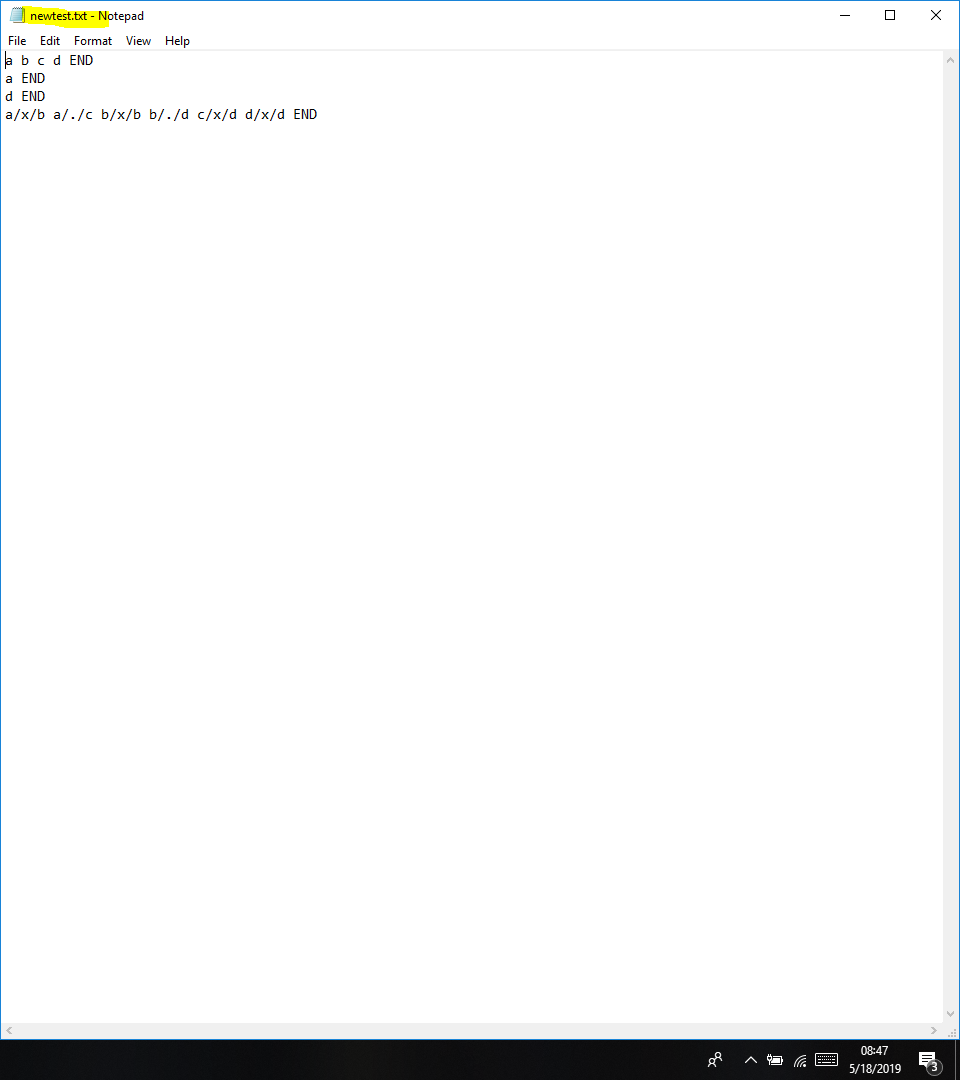 newtest.txt - Notepad
File Edit Format View Help
a b c d END
a END
d END
a/x/b a/./c b/x/b b/./d c/x/d d/x/d END
08:47
5/18/2019
3